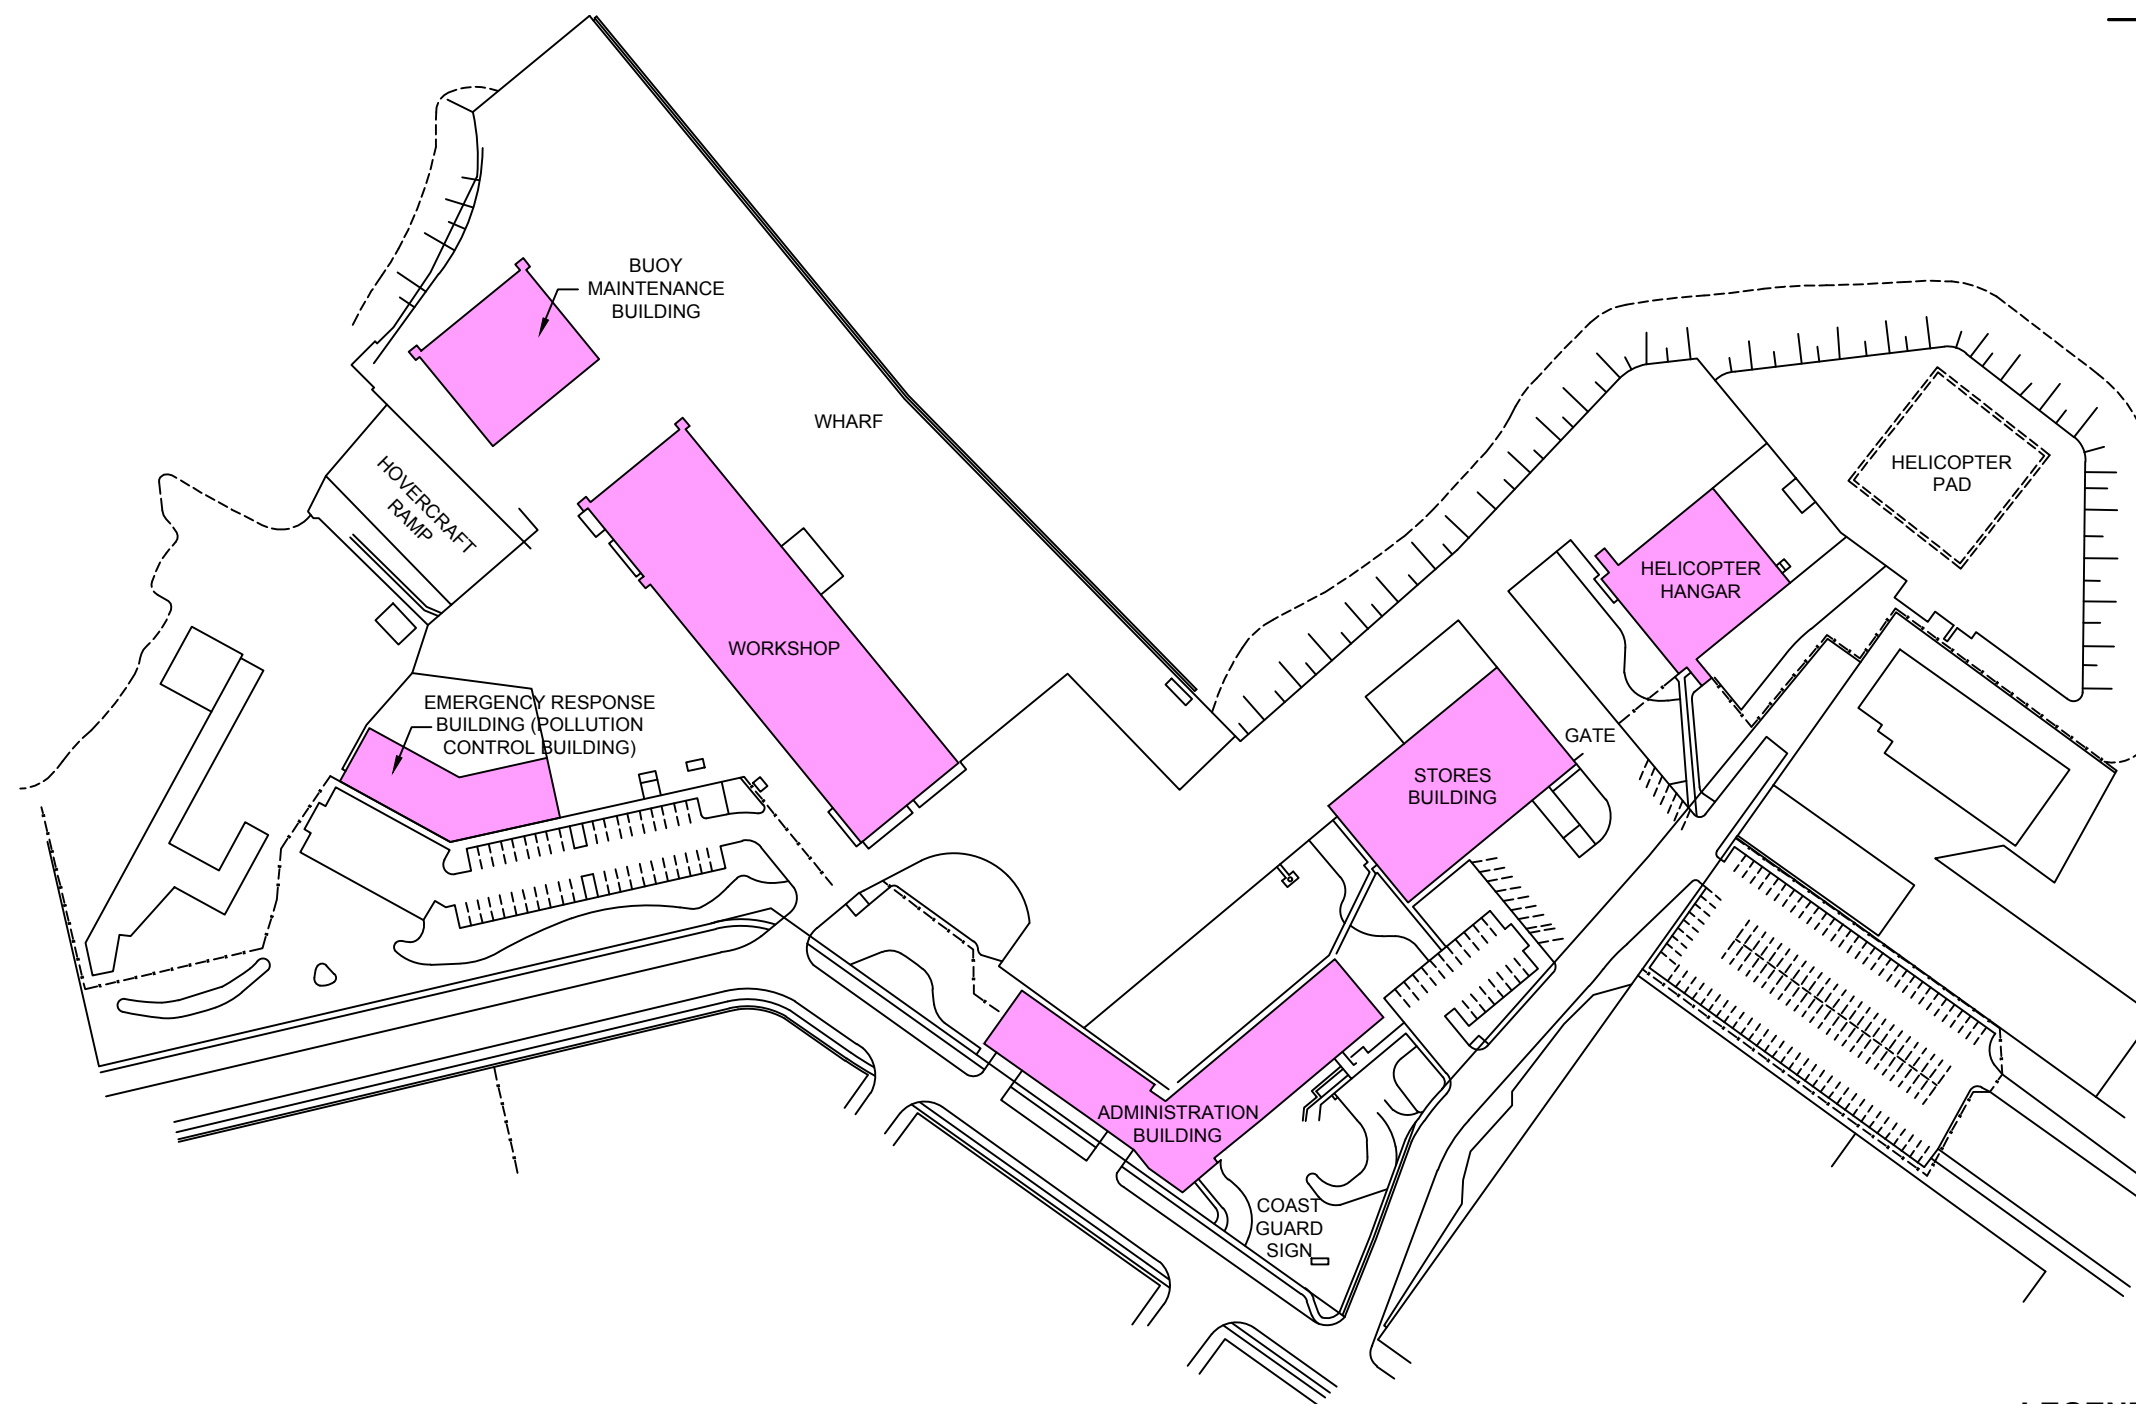 BUOY
MAINTENANCE
BUILDING
WHARF
HOVERCRAFT
RAMP
HELICOPTER
PAD
HELICOPTER
HANGAR
WORKSHOP
EMERGENCY RESPONSE
BUILDING (POLLUTION
CONTROL BUILDING)
GATE
STORES
BUILDING
ADMINISTRATION
BUILDING
COAST
GUARD
SIGN